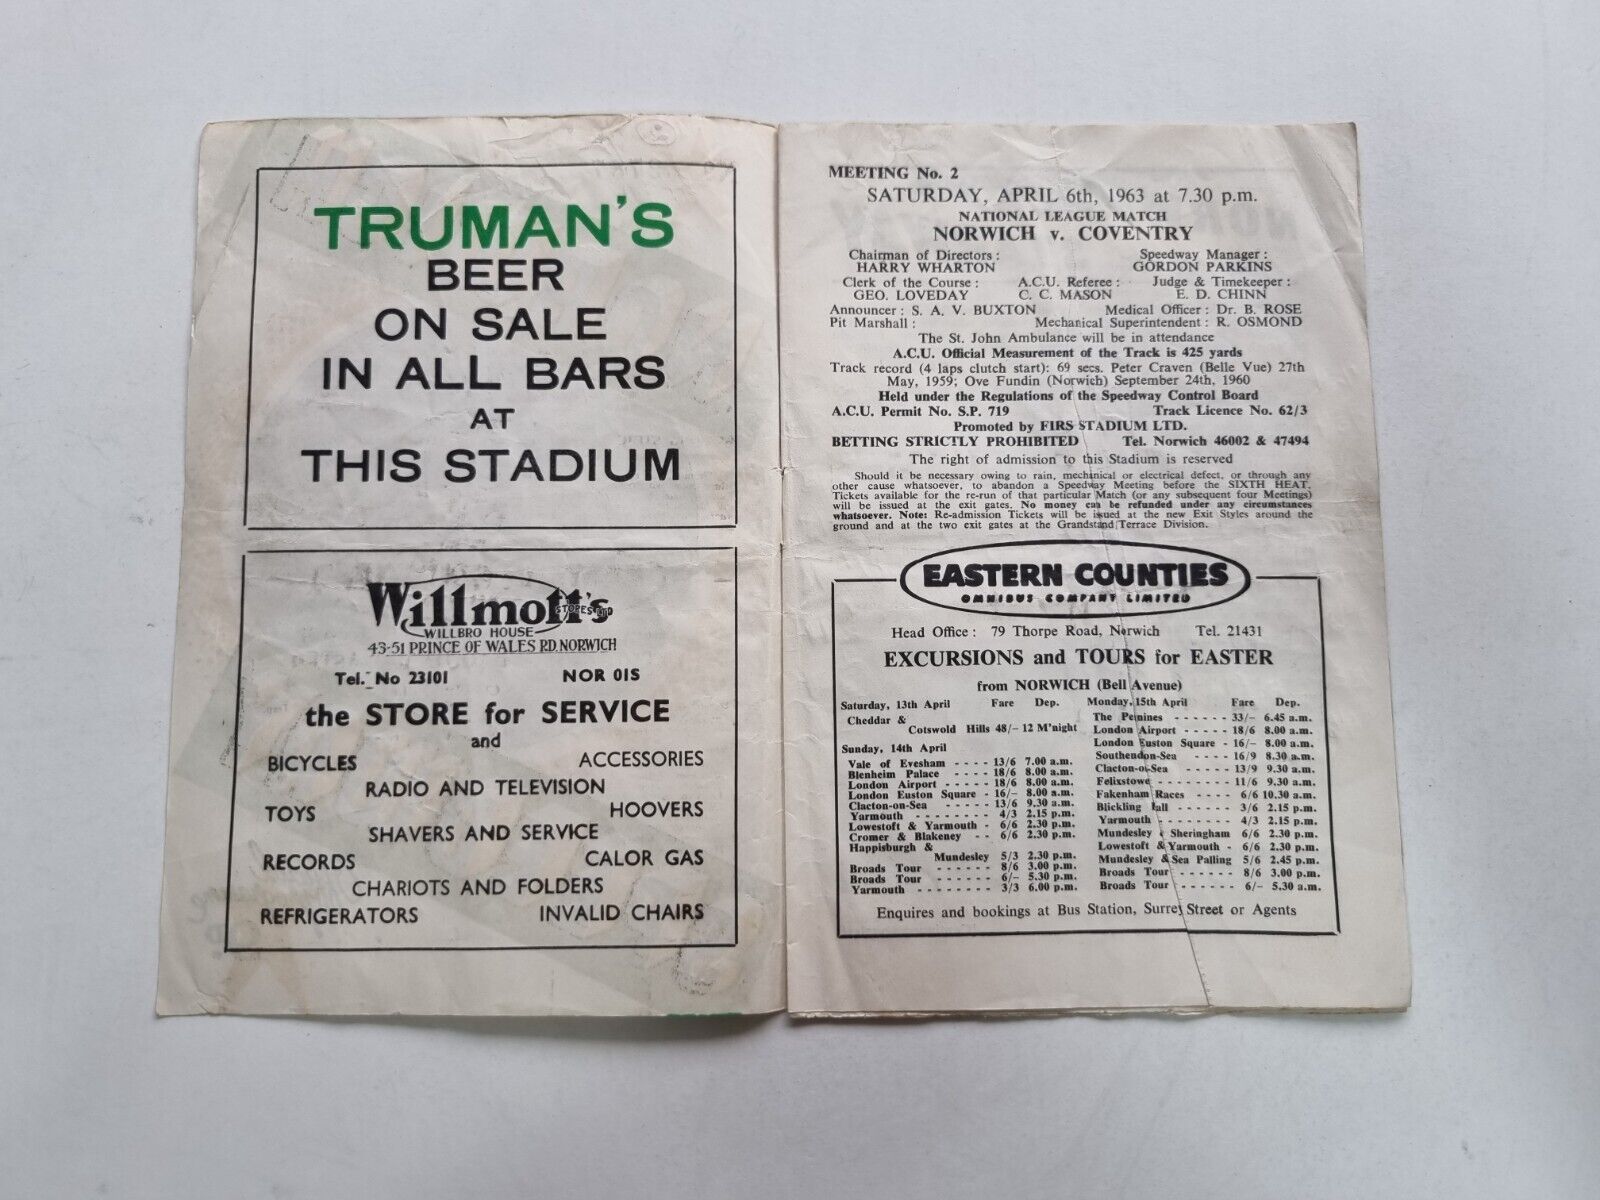 TRUMAN'S
BEER
ON SALE
IN ALL BARS
AT
THIS STADIUM
Willmott's
STORES LTD
WILLBRO HOUSE
43-51 PRINCE OF WALES RD. NORWICH
Tel. No 23101 NOR 01S
the STORE for SERVICE
and
BICYCLES ACCESSORIES
RADIO AND TELEVISION
TOYS HOOVERS
SHAVERS AND SERVICE
RECORDS CALOR GAS
CHARIOTS AND FOLDERS
REFRIGERATORS INVALID CHAIRS
MEETING No. 2
SATURDAY, APRIL 6th, 1963 at 7.30 p.m.
NATIONAL LEAGUE MATCH
NORWICH v. COVENTRY
Chairman of Directors : Speedway Manager :
HARRY WHARTON GORDON PARKINS
Clerk of the Course : A.C.U. Referee : Judge & Timekeeper :
GEO. LOVEDAY C. C. MASON E. D. CHINN
Announcer : S. A. V. BUXTON Medical Officer : Dr. B. ROSE
Pit Marshall : Mechanical Superintendent : R. OSMOND
The St. John Ambulance will be in attendance
A.C.U. Official Measurement of the Track is 425 yards
Track record (4 laps clutch start): 69 secs. Peter Craven (Belle Vue) 27th
May, 1959; Ove Fundin (Norwich) September 24th, 1960
Held under the Regulations of the Speedway Control Board
A.C.U. Permit No. S.P. 719 Track Licence No. 62/3
Promoted by FIRS STADIUM LTD.
BETTING STRICTLY PROHIBITED Tel. Norwich 46002 & 47494
The right of admission to this Stadium is reserved
Should it be necessary owing to rain, mechinical or electrical defect, or through any
other cause whatsoever, to abandon a Speedway Meeting before the SIXTH HEAT,
Tickets available for the re-run of that particular Match (or any subsequent four Meetings)
will be issued at the exit gates. No money can be refunded under any circumstances
whatsoever. Note: Re-admission Tickets will be issued at the new Exit Styles around the
ground and at the two exit gates at the Grandstand Terrace Division.
EASTERN COUNTIES
OMNIBUS COMPANY LIMITED
Head Office : 79 Thorpe Road, Norwich Tel. 21431
EXCURSIONS and TOURS for EASTER
from NORWICH (Bell Avenue)
Saturday, 13th April Fare Dep.
Cheddar &
Cotswold Hills 48/- 12 M'night
Sunday, 14th April
Vale of Evesham - - - - 13/6 7.00 a.m.
Blenheim Palace - - - - 18/6 8.00 a.m.
London Airport - - - - - 18/6 8.00 a.m.
London Euston Square - 16/- 8.00 a.m.
Clacton-on-Sea - - - - - 13/6 9.30 a.m.
Yarmouth - - - - - - - - 4/3 2.15 p.m.
Lowestoft & Yarmouth - 6/6 2.30 p.m.
Cromer & Blakeney - - 6/6 2.30 p.m.
Happisburgh &
Mundesley 5/3 2.30 p.m.
Broads Tour - - - - - - 8/6 3.00 p.m.
Broads Tour - - - - - - 6/- 5.30 p.m.
Yarmouth - - - - - - - - 3/3 6.00 p.m.
Monday, 15th April Fare Dep.
The Pennines - - - - - - 33/- 6.45 a.m.
London Airport - - - - - 18/6 8.00 a.m.
London Euston Square - 16/- 8.00 a.m.
Southendon-Sea - - - - 16/9 8.30 a.m.
Clacton-on-Sea - - - - 13/9 9.30 a.m.
Felixstowe - - - - - - - 11/6 9.30 a.m.
Fakenham Races - - - - 6/6 10.30 a.m.
Blickling Hall - - - - - - 3/6 2.15 p.m.
Yarmouth - - - - - - - - 4/3 2.15 p.m.
Mundesley & Sheringham 6/6 2.30 p.m.
Lowestoft & Yarmouth - 6/6 2.30 p.m.
Mundesley & Sea Palling 5/6 2.45 p.m.
Broads Tour - - - - - - 8/6 3.00 p.m.
Broads Tour - - - - - - 6/- 5.30 a.m.
Enquires and bookings at Bus Station, Surrey Street or Agents